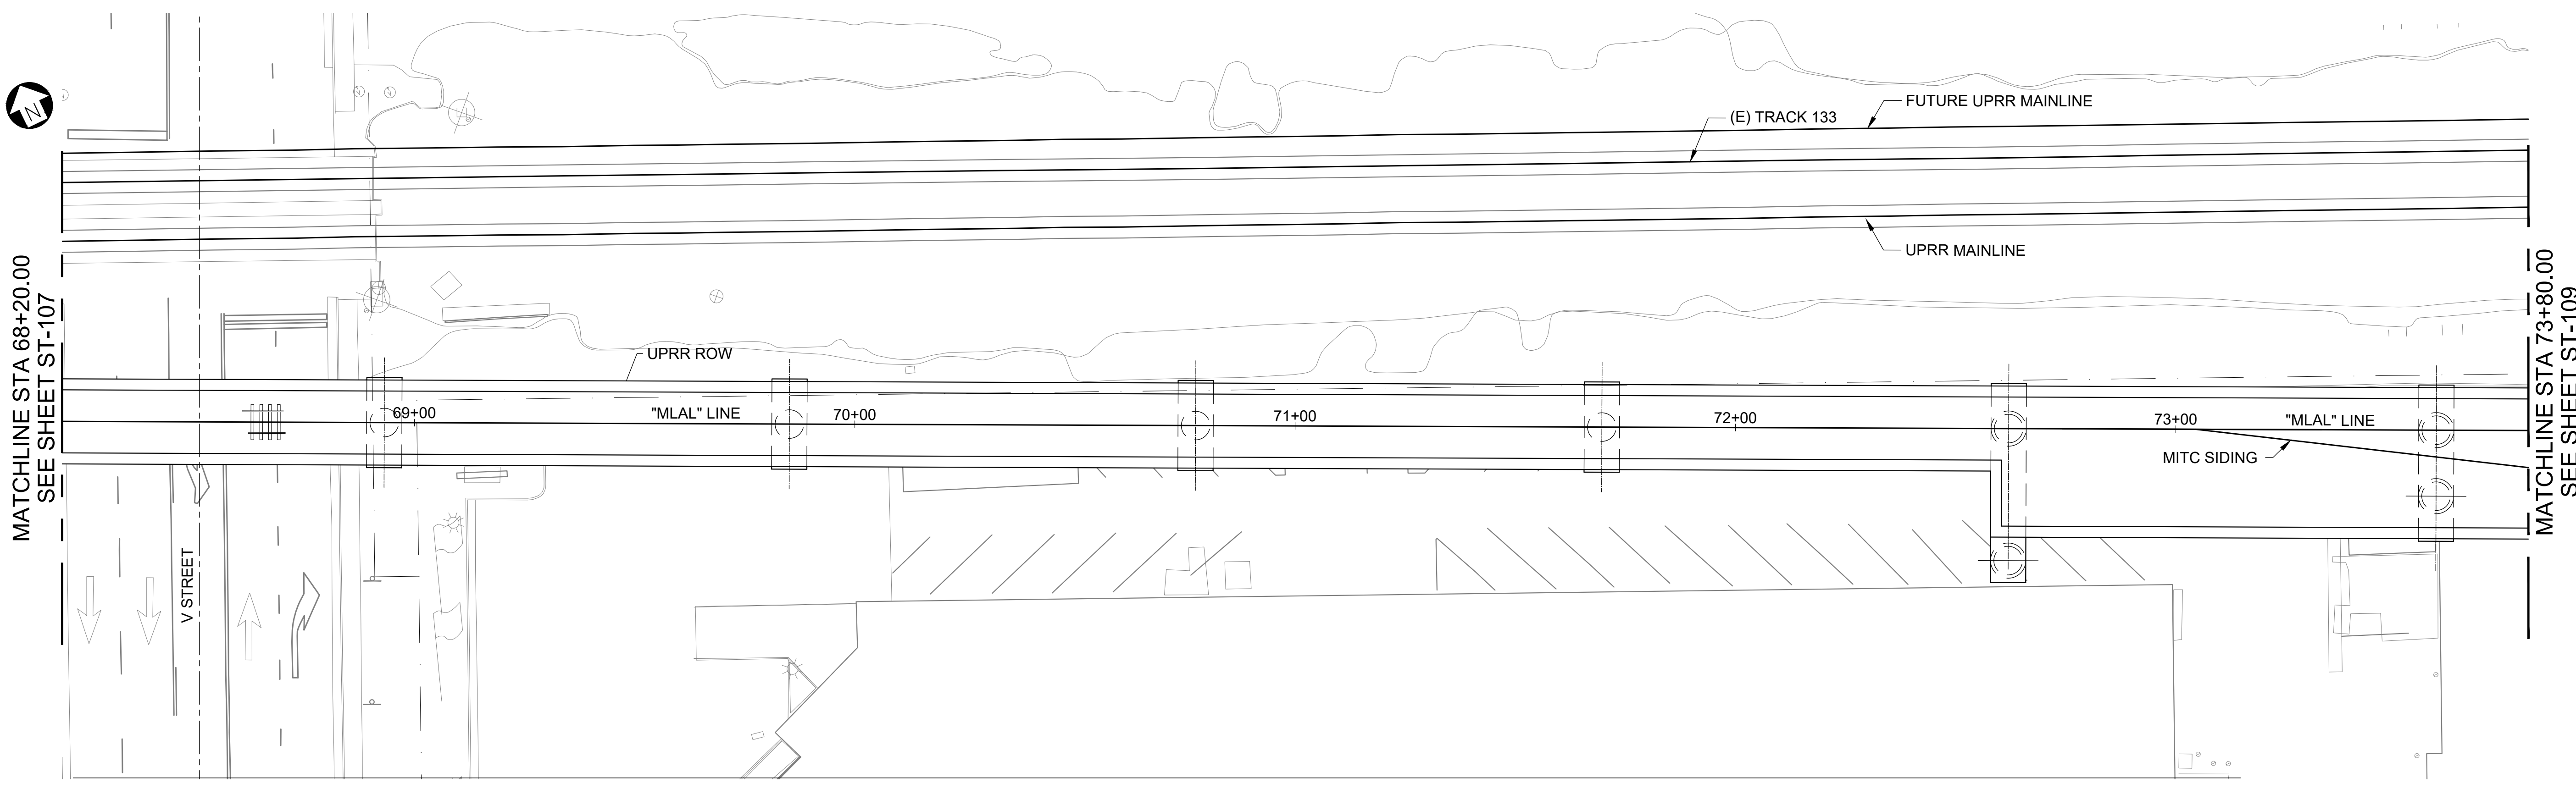 N
FUTURE UPRR MAINLINE
(E) TRACK 133
UPRR MAINLINE
MATCHLINE STA 68+20.00
SEE SHEET ST-107
MATCHLINE STA 73+80.00
SEE SHEET ST-109
UPRR ROW
69+00
"MLAL" LINE
70+00
71+00
72+00
73+00
"MLAL" LINE
MITC SIDING
V STREET